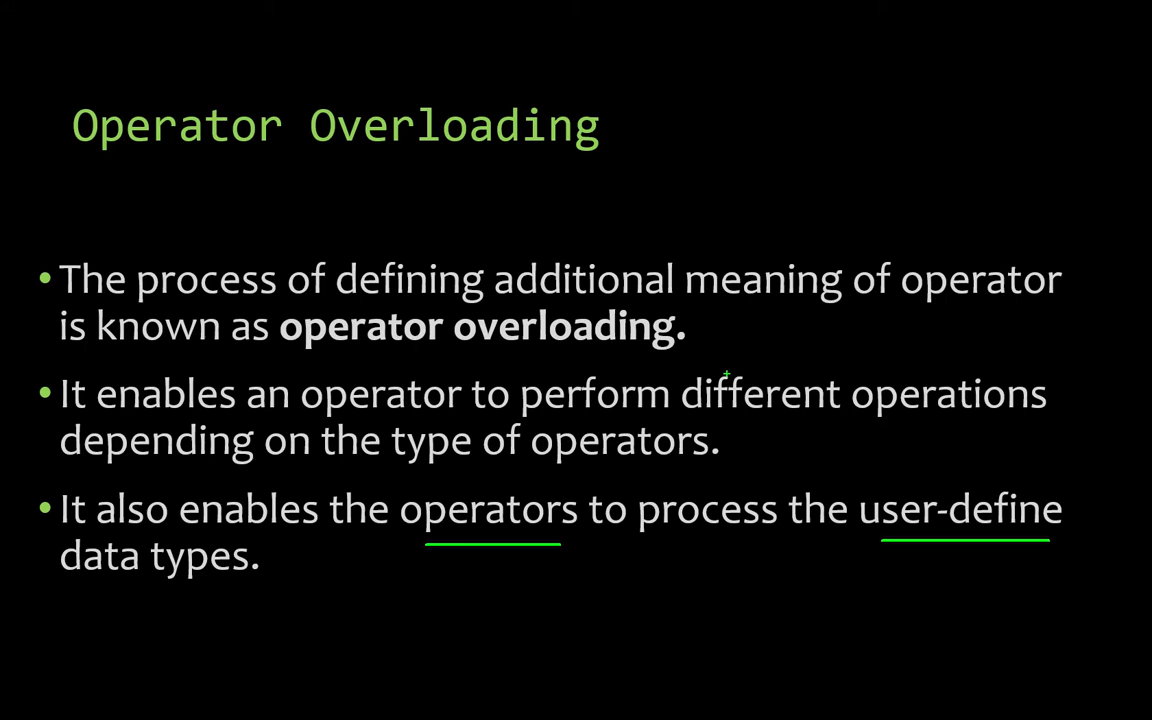 Operator Overloading
•The process of defining additional meaning of operator
is known as operator overloading.
•It enables an operator to perform different operations
depending on the type of operators.
•It also enables the operators to process the user-define
data types.